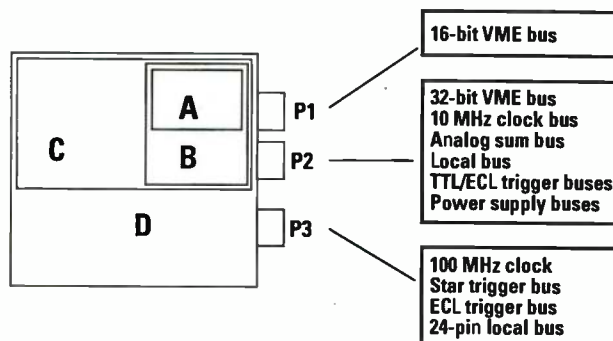 16-bit VME bus
A
P1
C
B
P2
32-bit VME bus
10 MHz clock bus
Analog sum bus
Local bus
TTL/ECL trigger buses
Power supply buses
D
P3
100 MHz clock
Star trigger bus
ECL trigger bus
24-pin local bus